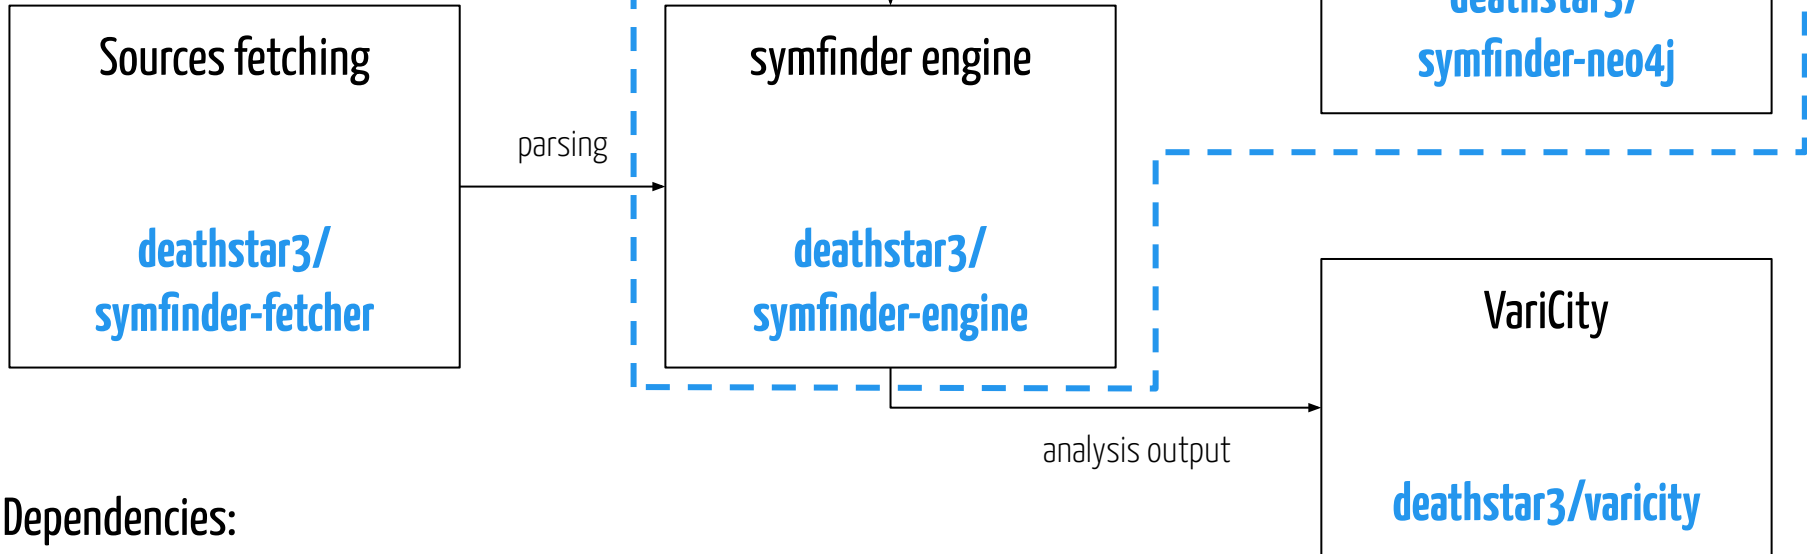 deathstar3/
symfinder-neo4j
Sources fetching
symfinder engine
parsing
deathstar3/
symfinder-fetcher
deathstar3/
symfinder-engine
VariCity
analysis output
deathstar3/varicity
Dependencies: